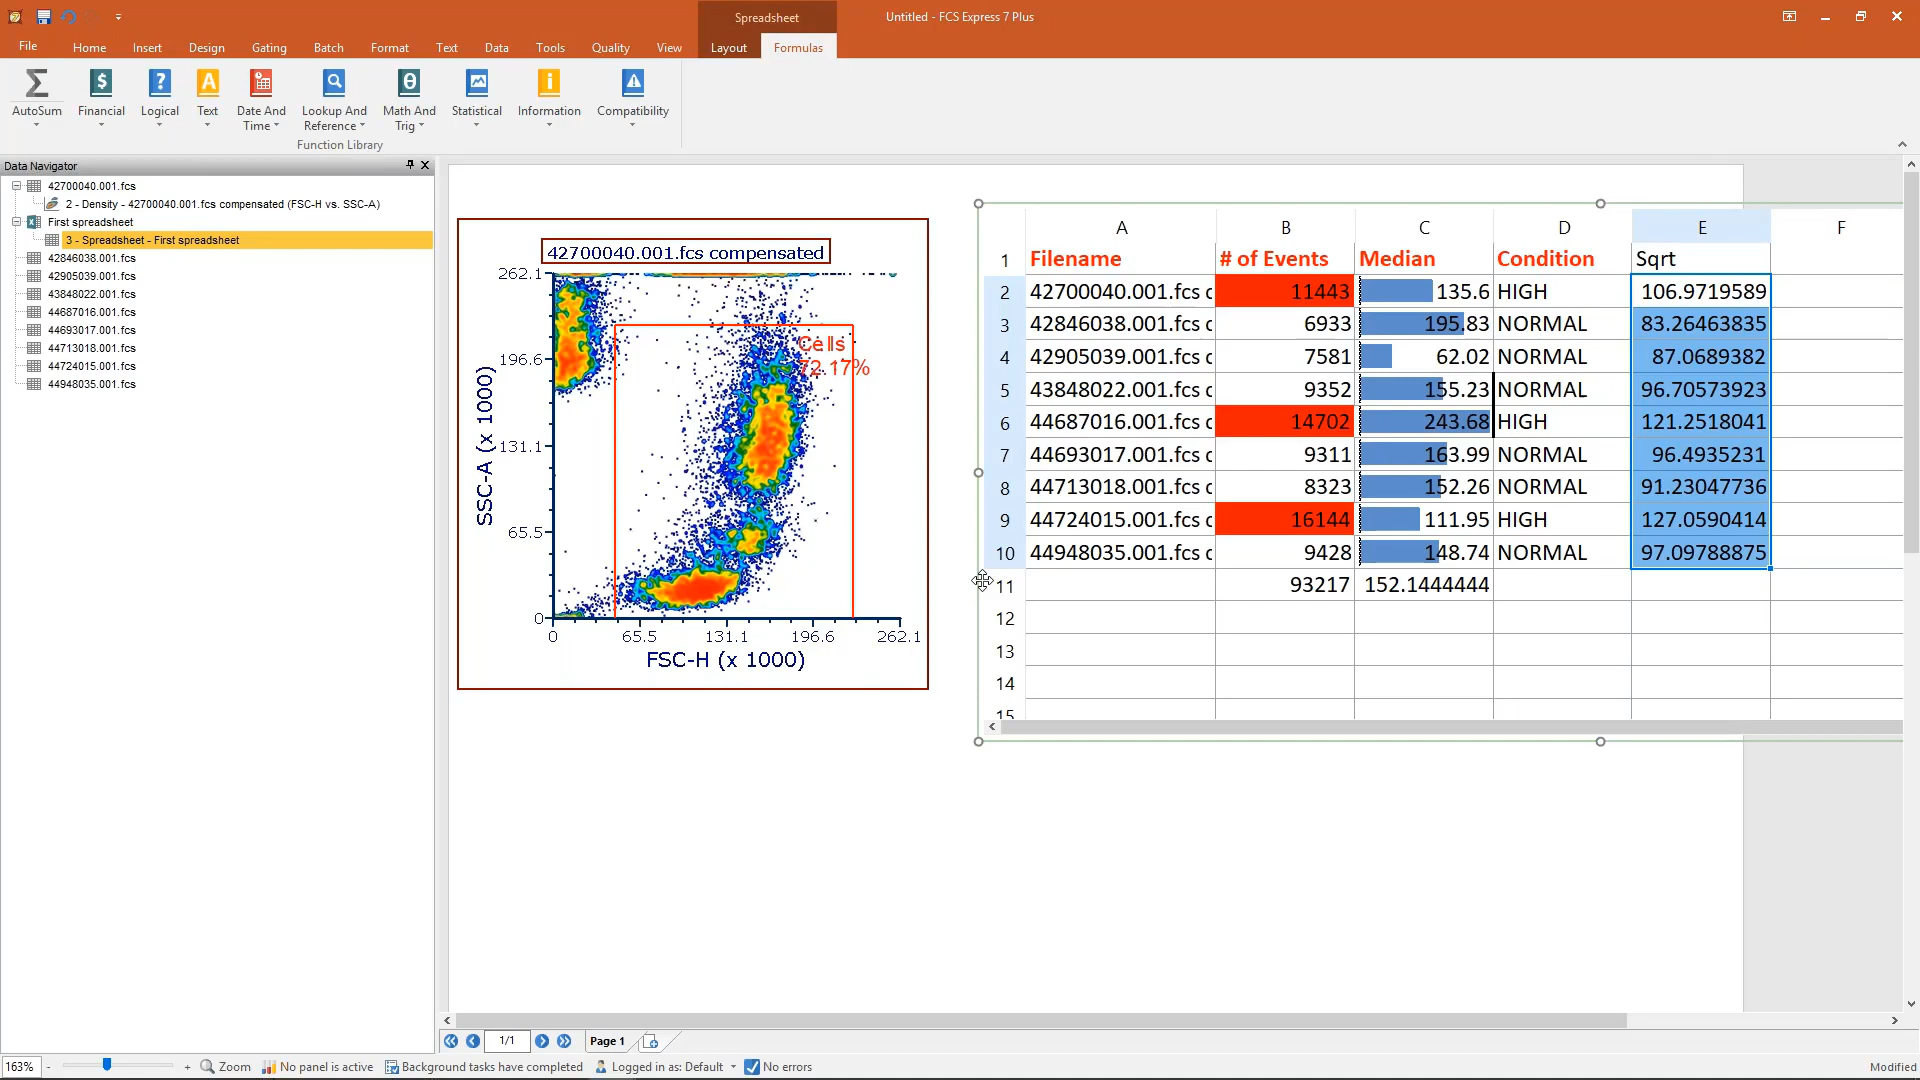 Spreadsheet
Untitled - FCS Express 7 Plus
File Home Insert Design Gating Batch Format Text Data Tools Quality View Layout Formulas
AutoSum Financial Logical Text Date And Time Lookup And Reference Math And Trig Statistical Information Compatibility
Function Library
Data Navigator
42700040.001.fcs
2 - Density - 42700040.001.fcs compensated (FSC-H vs. SSC-A)
First spreadsheet
3 - Spreadsheet - First spreadsheet
42846038.001.fcs
42905039.001.fcs
43848022.001.fcs
44687016.001.fcs
44693017.001.fcs
44713018.001.fcs
44724015.001.fcs
44948035.001.fcs
42700040.001.fcs compensated
262.1
196.6
131.1
65.5
0
SSC-A (x 1000)
Cells
72.17%
0 65.5 131.1 196.6 262.1
FSC-H (x 1000)
A B C D E F
1 Filename # of Events Median Condition Sqrt
2 42700040.001.fcs c 11443 135.6 HIGH 106.9719589
3 42846038.001.fcs c 6933 195.83 NORMAL 83.26463835
4 42905039.001.fcs c 7581 62.02 NORMAL 87.0689382
5 43848022.001.fcs c 9352 155.23 NORMAL 96.70573923
6 44687016.001.fcs c 14702 243.68 HIGH 121.2518041
7 44693017.001.fcs c 9311 163.99 NORMAL 96.4935231
8 44713018.001.fcs c 8323 152.26 NORMAL 91.23047736
9 44724015.001.fcs c 16144 111.95 HIGH 127.0590414
10 44948035.001.fcs c 9428 148.74 NORMAL 97.09788875
11 93217 152.1444444
12
13
14
15
1/1 Page 1
163% - + Zoom No panel is active Background tasks have completed Logged in as: Default No errors Modified